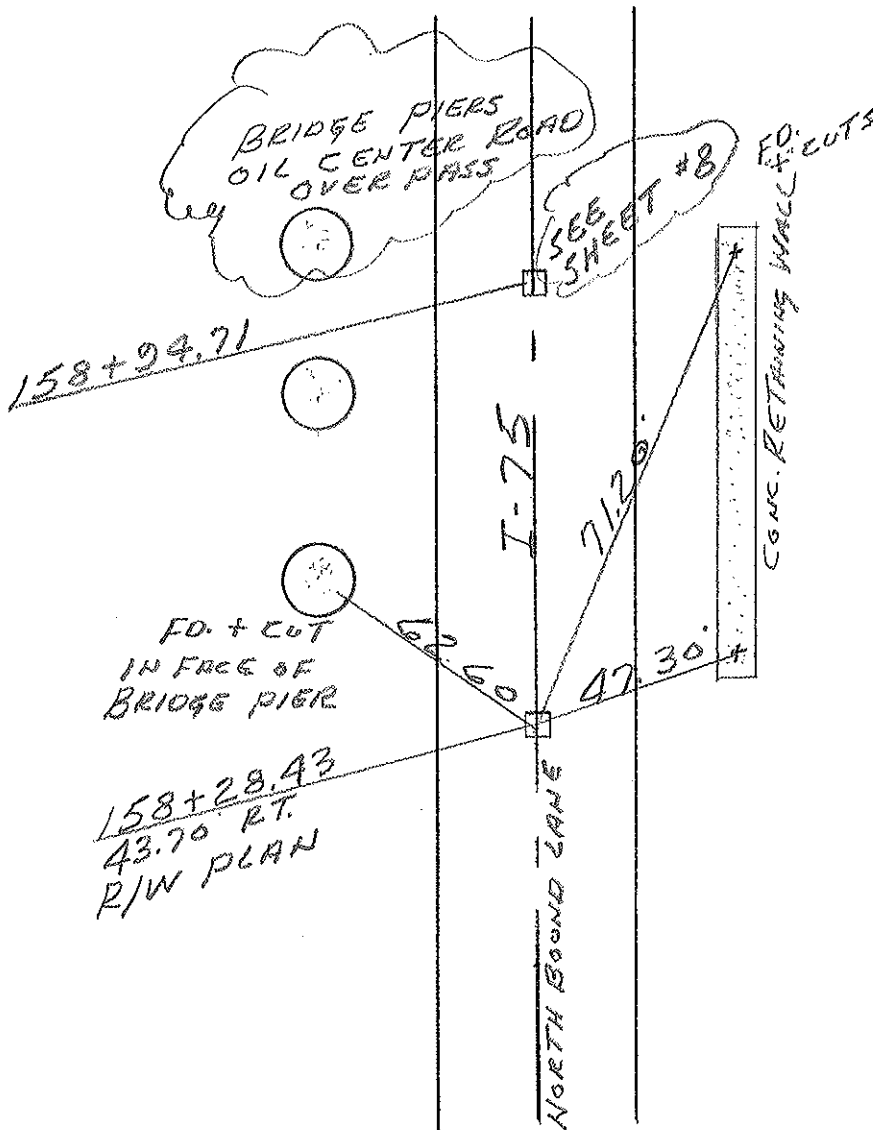 BRIDGE PIERS
OIL CENTER ROAD
OVER PASS
SEE
SHEET #8
FD.
+ CUTS
CONC. RETAINING WALL
158+94.71
I-75
71.20'
FD. + CUT
IN FACE OF
BRIDGE PIER
47.30'
158+28.43
43.70' RT.
R/W PLAN
NORTH BOUND LANE